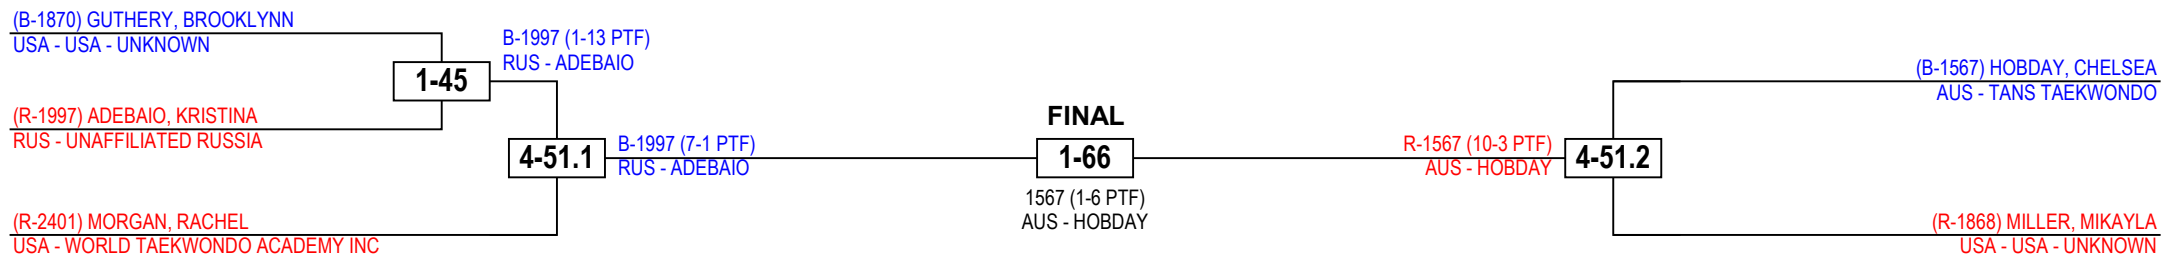 (B-1870) GUTHERY, BROOKLYNN
USA - USA - UNKNOWN
B-1997 (1-13 PTF)
RUS - ADEBAIO
1-45
(R-1997) ADEBAIO, KRISTINA
RUS - UNAFFILIATED RUSSIA
4-51.1
B-1997 (7-1 PTF)
RUS - ADEBAIO
(R-2401) MORGAN, RACHEL
USA - WORLD TAEKWONDO ACADEMY INC
FINAL
1-66
1567 (1-6 PTF)
AUS - HOBDAY
R-1567 (10-3 PTF)
AUS - HOBDAY
4-51.2
(B-1567) HOBDAY, CHELSEA
AUS - TANS TAEKWONDO
(R-1868) MILLER, MIKAYLA
USA - USA - UNKNOWN